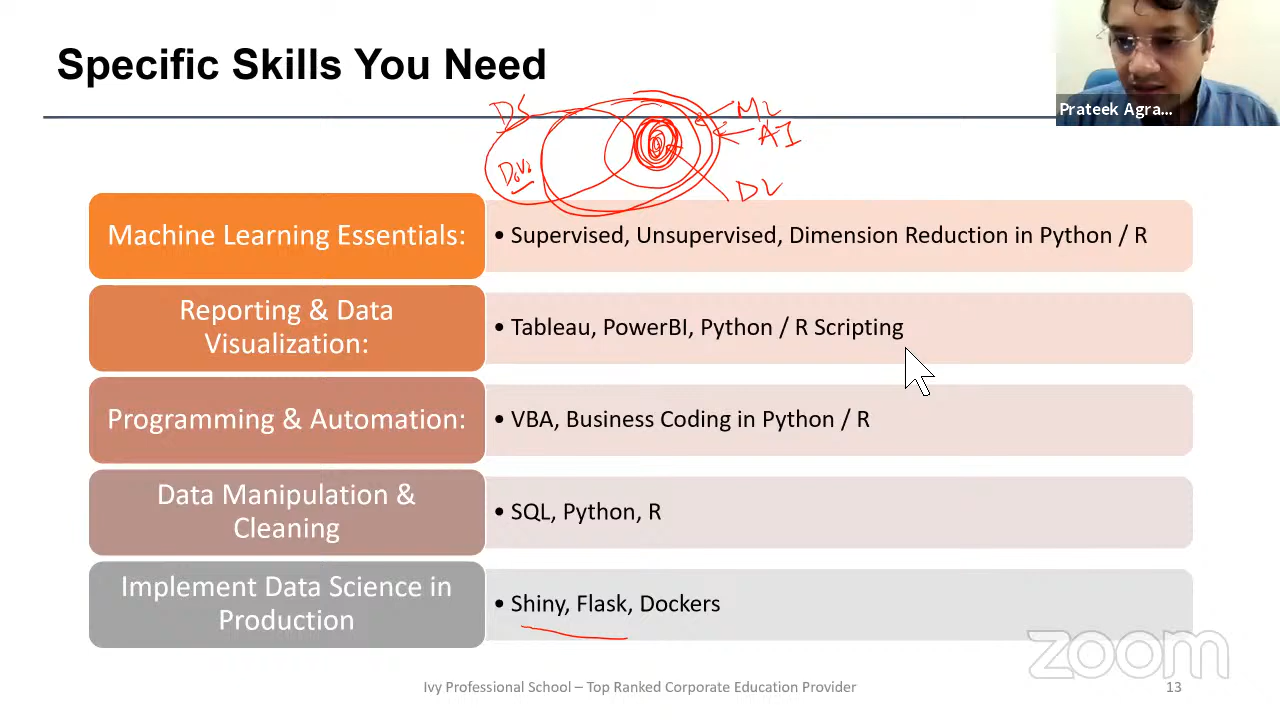 Specific Skills You Need
Prateek Agra...
DS
ML
AI
D.V.
DL
Machine Learning Essentials:
• Supervised, Unsupervised, Dimension Reduction in Python / R
Reporting & Data
Visualization:
• Tableau, PowerBI, Python / R Scripting
Programming & Automation:
• VBA, Business Coding in Python / R
Data Manipulation &
Cleaning
• SQL, Python, R
Implement Data Science in
Production
• Shiny, Flask, Dockers
zoom
Ivy Professional School – Top Ranked Corporate Education Provider
13